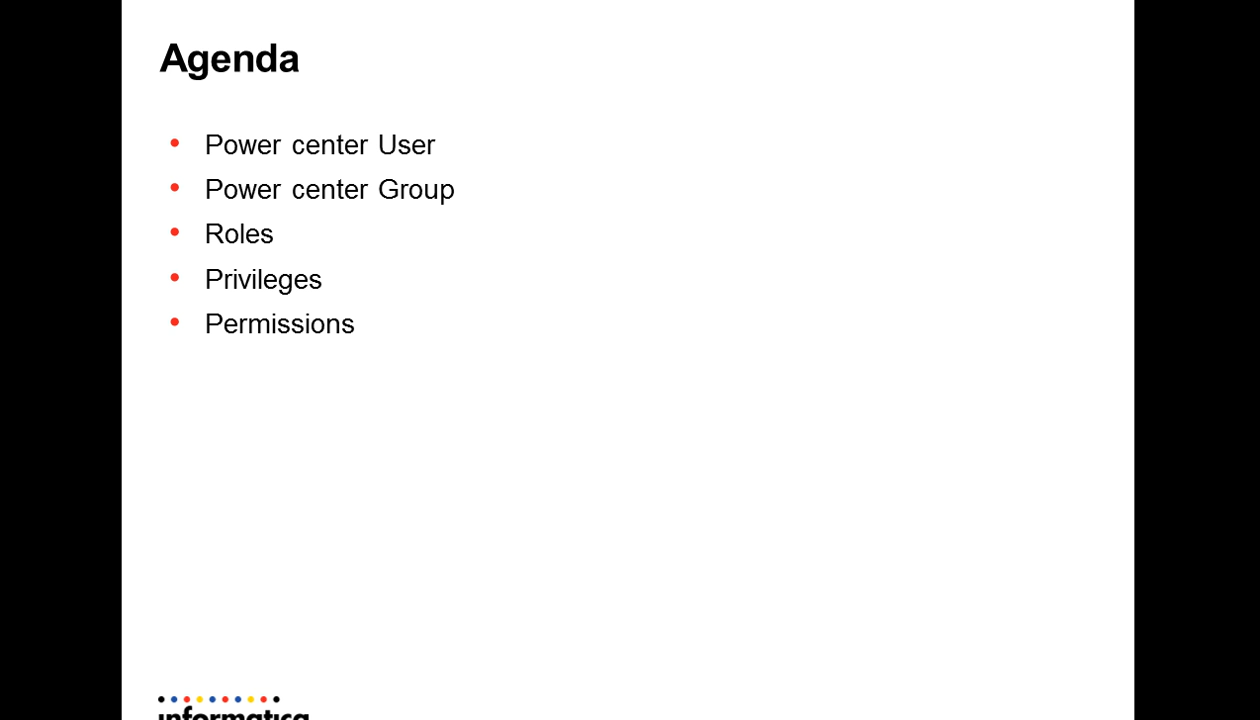 Agenda
• Power center User
• Power center Group
• Roles
• Privileges
• Permissions
informatica